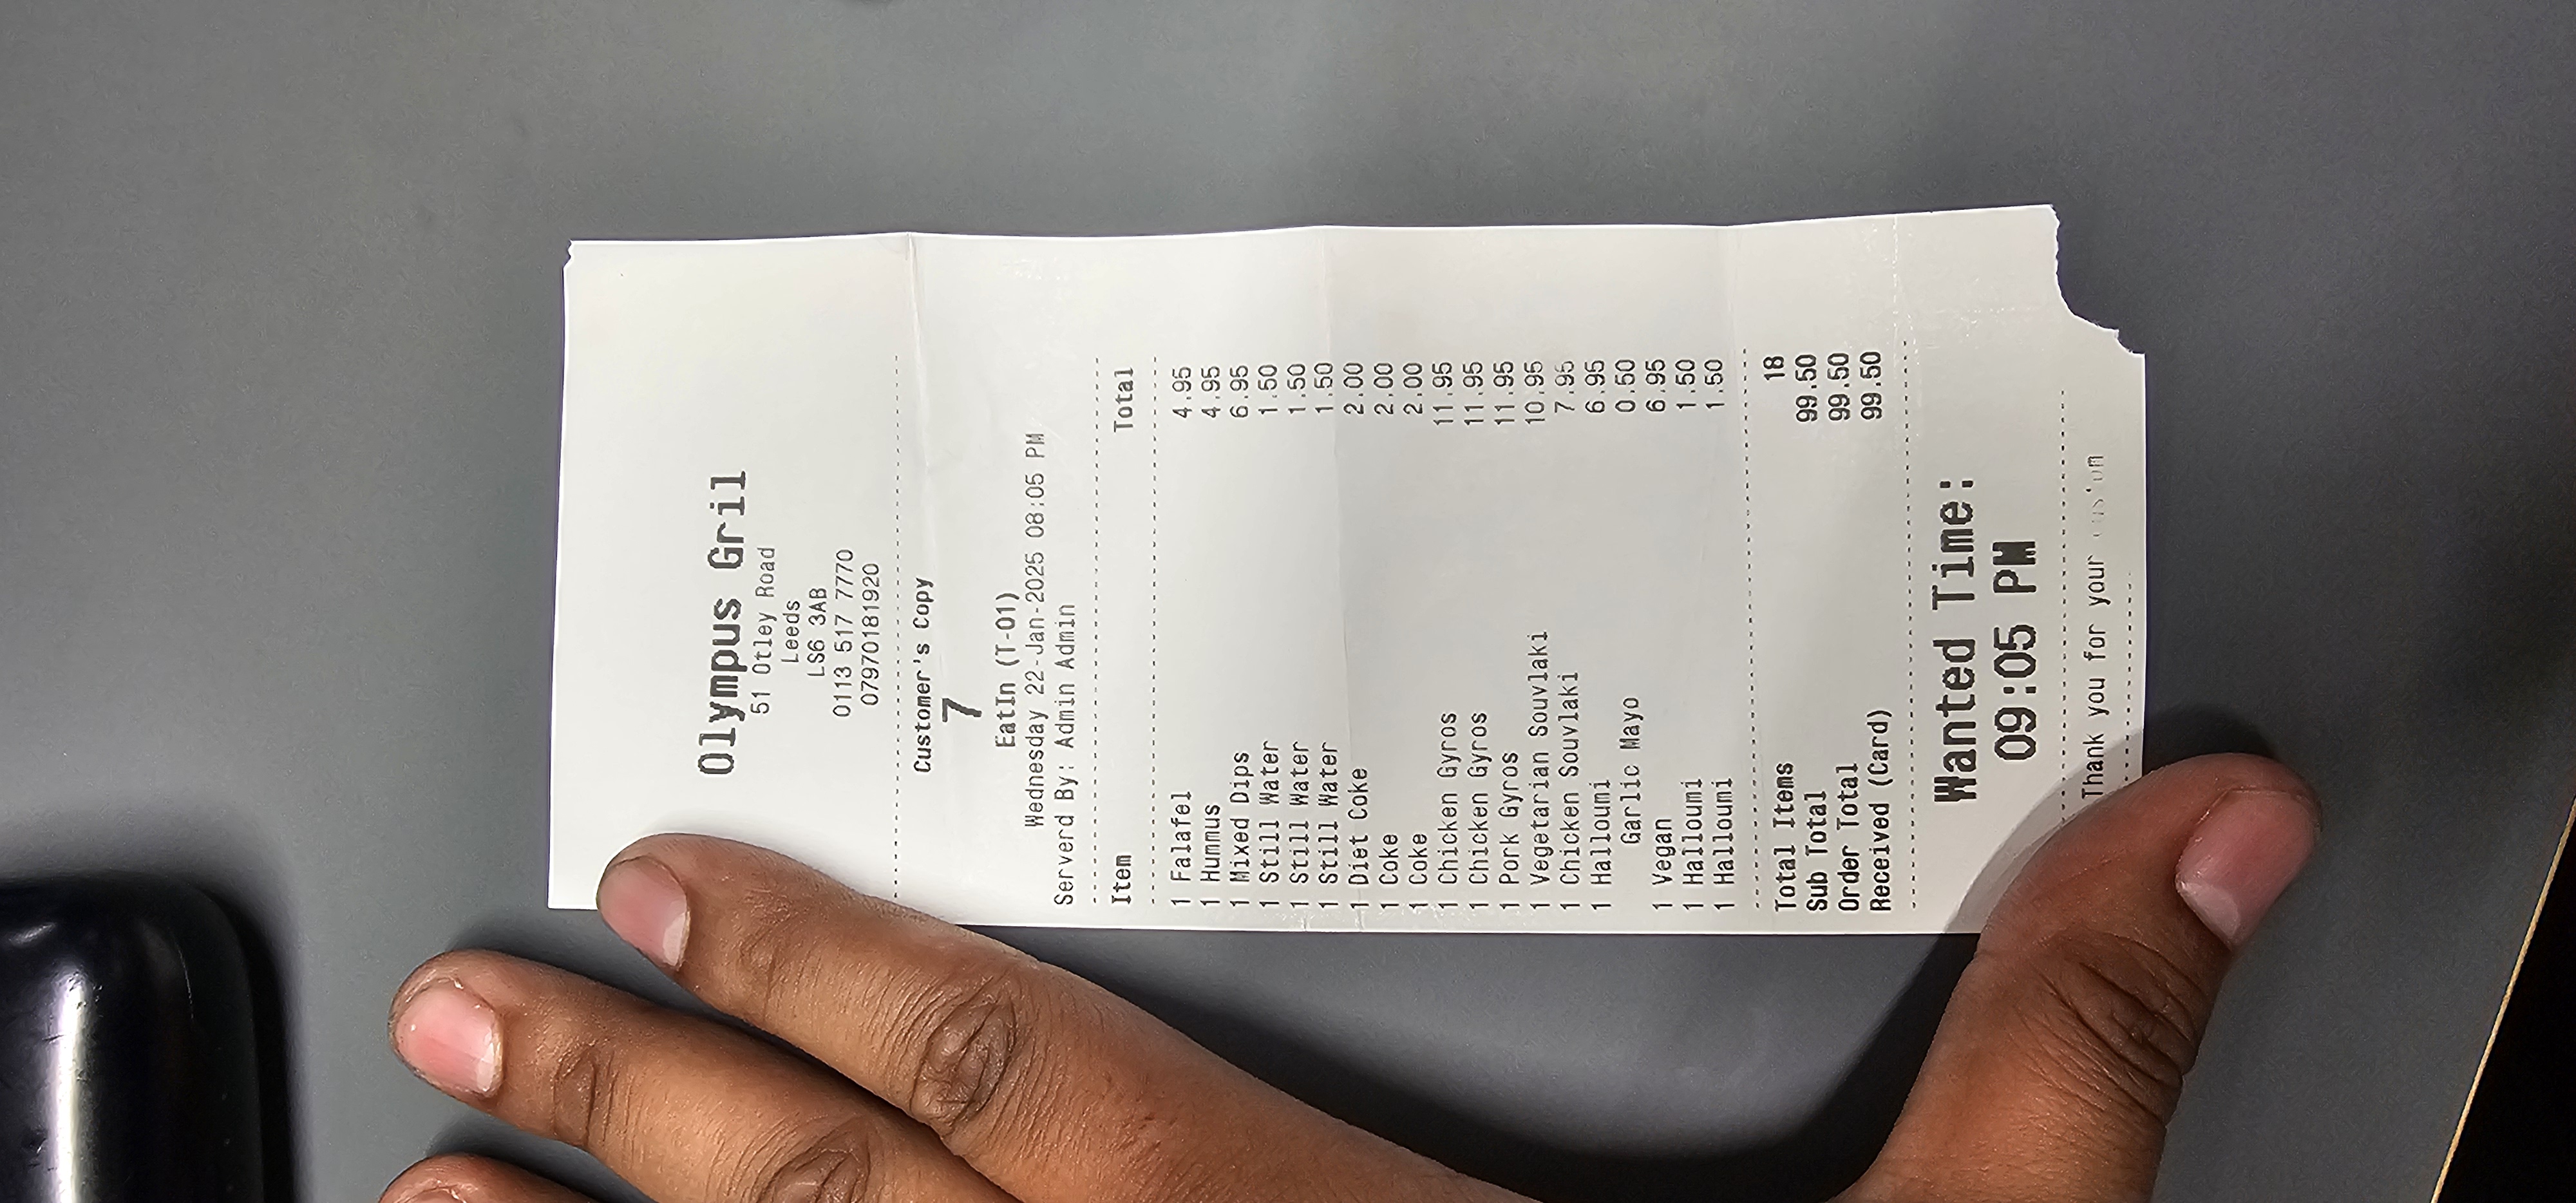 Olympus Gril
51 Otley Road
Leeds
LS6 3AB
0113 517 7770
07970181920
Customer's Copy
7
EatIn (T-01)
Wednesday 22-Jan-2025 08:05 PM
Serverd By: Admin Admin
Item Total
1 Falafel 4.95
1 Hummus 4.95
1 Mixed Dips 6.95
1 Still Water 1.50
1 Still Water 1.50
1 Still Water 1.50
1 Diet Coke 2.00
1 Coke 2.00
1 Coke 2.00
1 Chicken Gyros 11.95
1 Chicken Gyros 11.95
1 Pork Gyros 11.95
1 Vegetarian Souvlaki 10.95
1 Chicken Souvlaki 7.95
1 Halloumi 6.95
Garlic Mayo 0.50
1 Vegan 6.95
1 Halloumi 1.50
1 Halloumi 1.50
Total Items 18
Sub Total 99.50
Order Total 99.50
Received (Card) 99.50
Wanted Time:
09:05 PM
Thank you for your custom